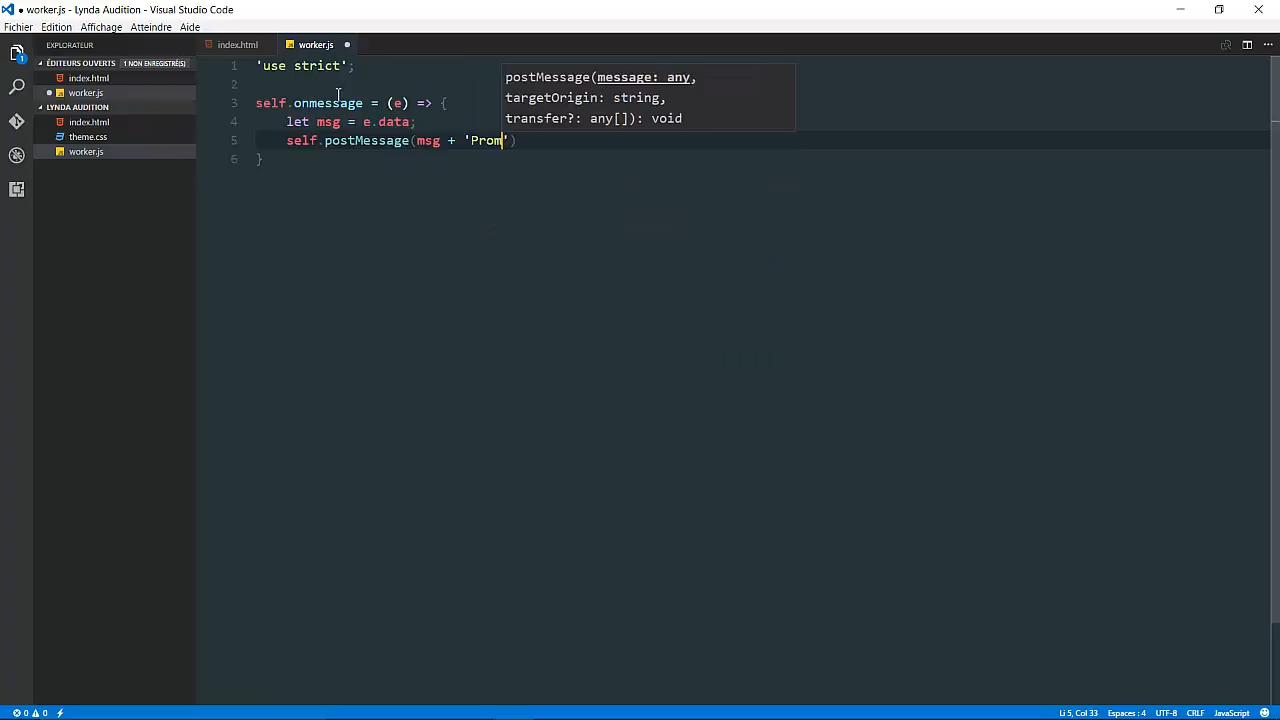 ● worker.js - Lynda Audition - Visual Studio Code
Fichier Edition Affichage Atteindre Aide
EXPLORATEUR
index.html
worker.js
ÉDITEURS OUVERTS 1 NON ENREGISTRÉ(S)
index.html
worker.js
LYNDA AUDITION
index.html
theme.css
worker.js
1
1 'use strict';
2
3 self.onmessage = (e) => {
4 let msg = e.data;
5 self.postMessage(msg + 'Prom')
6 }
postMessage(message: any,
targetOrigin: string,
transfer?: any[]): void
0 0
Li 5, Col 33 Espaces : 4 UTF-8 CRLF JavaScript